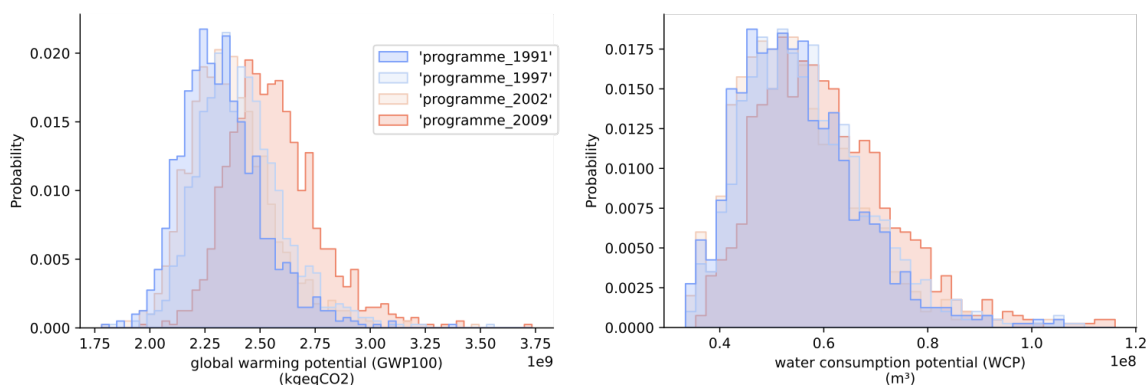 0.020
0.015
0.010
0.005
0.000
Probability
1.75 2.00 2.25 2.50 2.75 3.00 3.25 3.50 3.75
1e9
global warming potential (GWP100)
(kgeqCO2)
'programme_1991'
'programme_1997'
'programme_2002'
'programme_2009'
0.0175
0.0150
0.0125
0.0100
0.0075
0.0050
0.0025
0.0000
Probability
0.4 0.6 0.8 1.0 1.2
1e8
water consumption potential (WCP)
(m³)